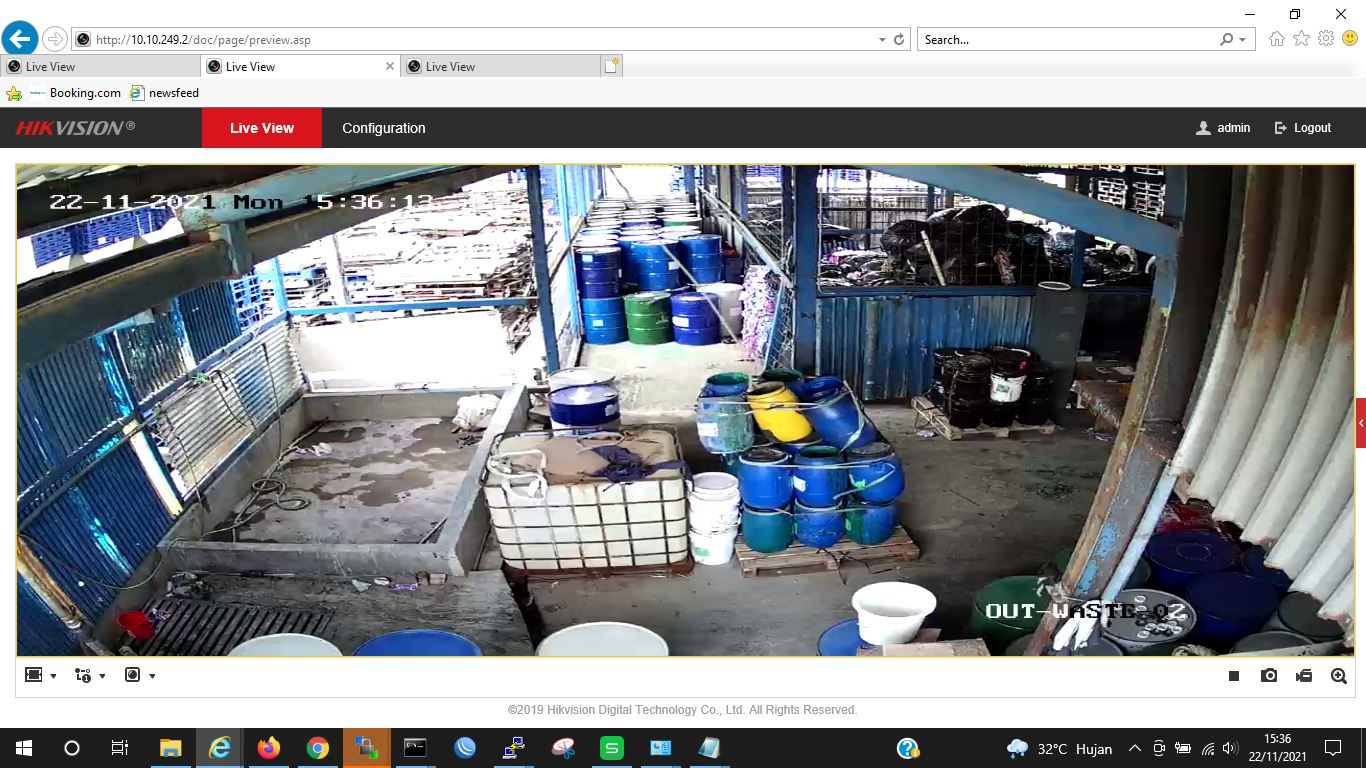 http://10.10.249.2/doc/page/preview.asp
Search...
Live View
Live View
Live View
Booking.com
newsfeed
HIKVISION®
Live View
Configuration
admin
Logout
22-11-2021 Mon 15:36:13
OUT-WASTE-02
©2019 Hikvision Digital Technology Co., Ltd. All Rights Reserved.
32°C Hujan
15:36
22/11/2021